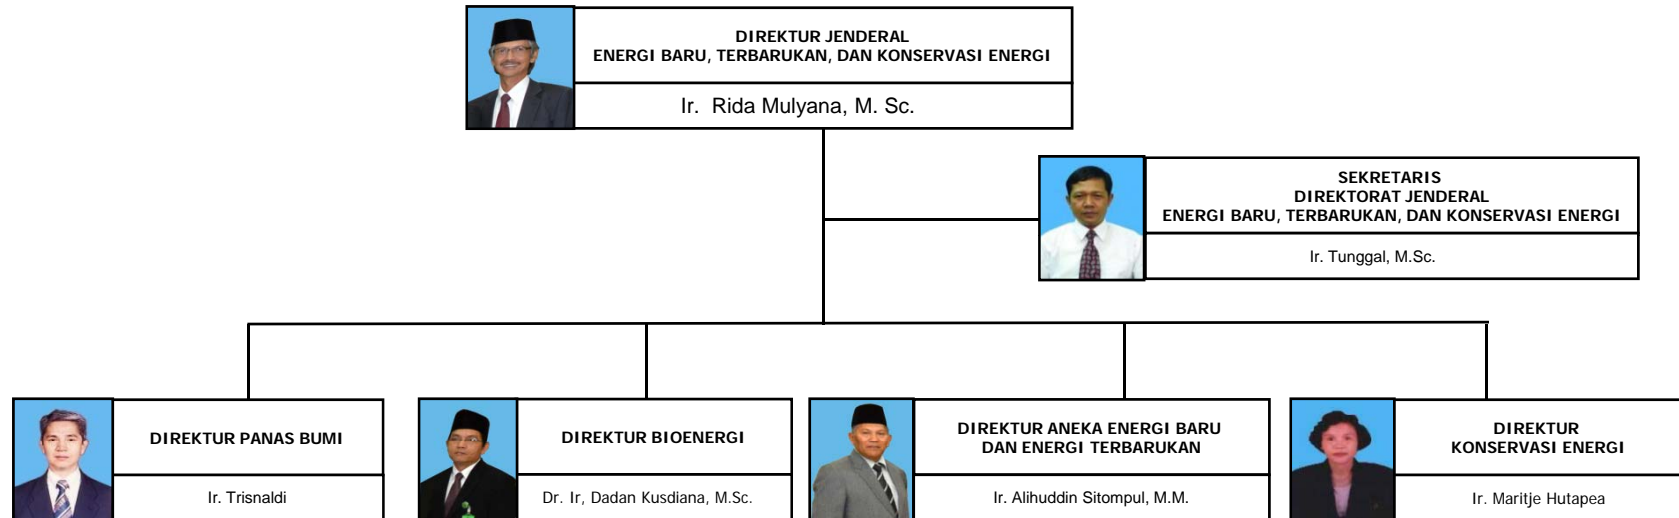 DIREKTUR JENDERAL
ENERGI BARU, TERBARUKAN, DAN KONSERVASI ENERGI
Ir. Rida Mulyana, M. Sc.
SEKRETARIS
DIREKTORAT JENDERAL
ENERGI BARU, TERBARUKAN, DAN KONSERVASI ENERGI
Ir. Tunggal, M.Sc.
DIREKTUR PANAS BUMI
Ir. Trisnaldi
DIREKTUR BIOENERGI
Dr. Ir, Dadan Kusdiana, M.Sc.
DIREKTUR ANEKA ENERGI BARU
DAN ENERGI TERBARUKAN
Ir. Alihuddin Sitompul, M.M.
DIREKTUR
KONSERVASI ENERGI
Ir. Maritje Hutapea